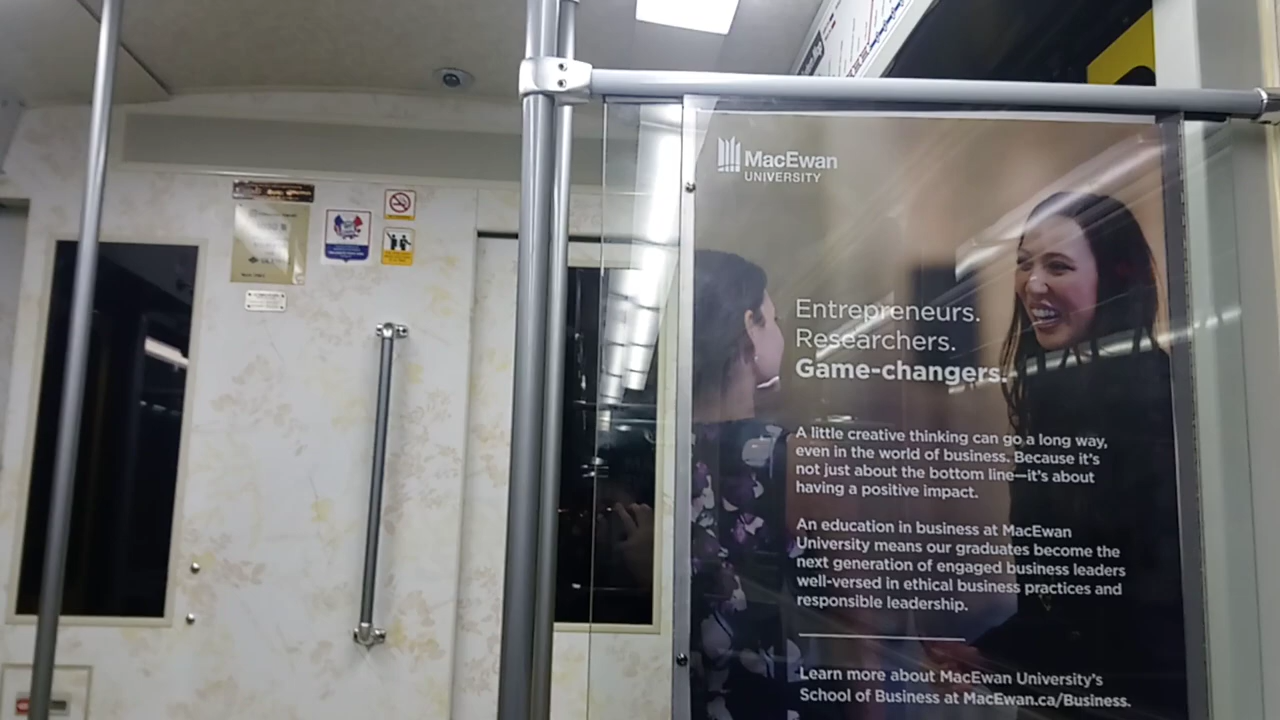 MacEwan
UNIVERSITY
Entrepreneurs.
Researchers.
Game-changers.
A little creative thinking can go a long way,
even in the world of business. Because it's
not just about the bottom line—it's about
having a positive impact.
An education in business at MacEwan
University means our graduates become the
next generation of engaged business leaders
well-versed in ethical business practices and
responsible leadership.
Learn more about MacEwan University's
School of Business at MacEwan.ca/Business.